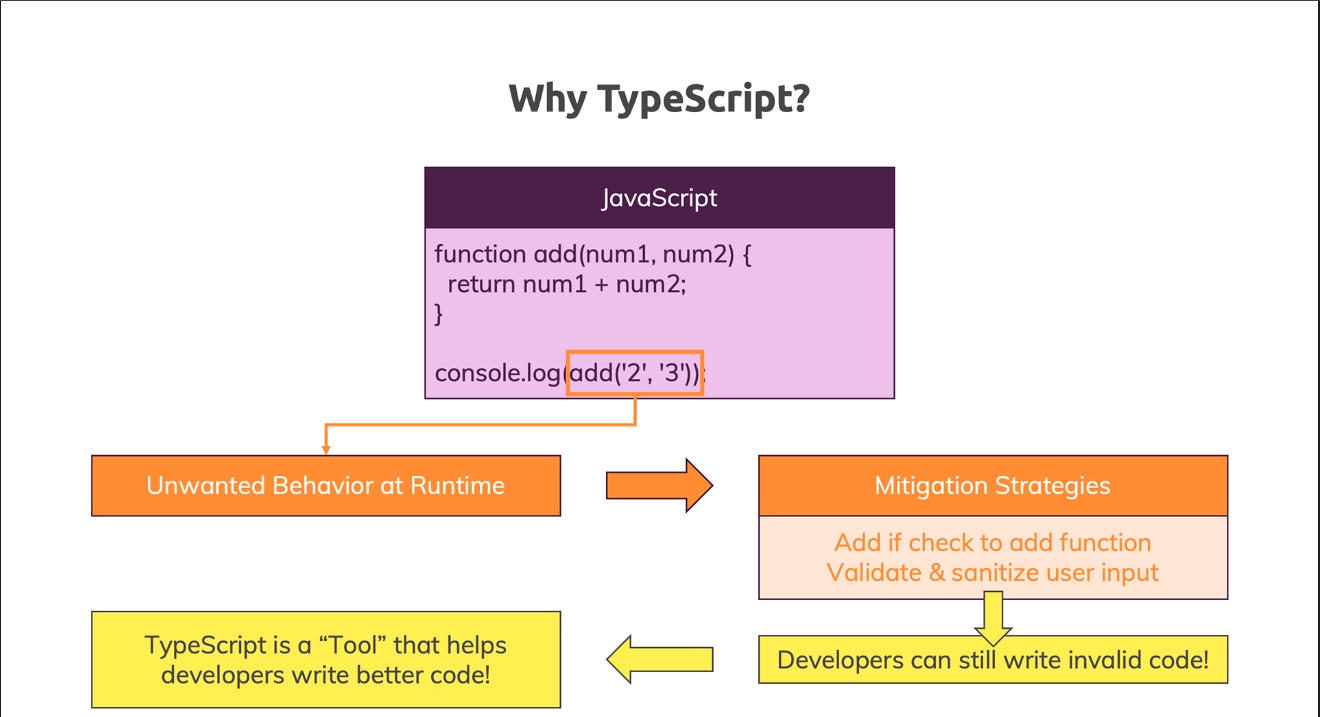 Why TypeScript?
JavaScript
function add(num1, num2) {
  return num1 + num2;
}
console.log(add('2', '3'));
Unwanted Behavior at Runtime
Mitigation Strategies
Add if check to add function
Validate & sanitize user input
Developers can still write invalid code!
TypeScript is a “Tool” that helps
developers write better code!